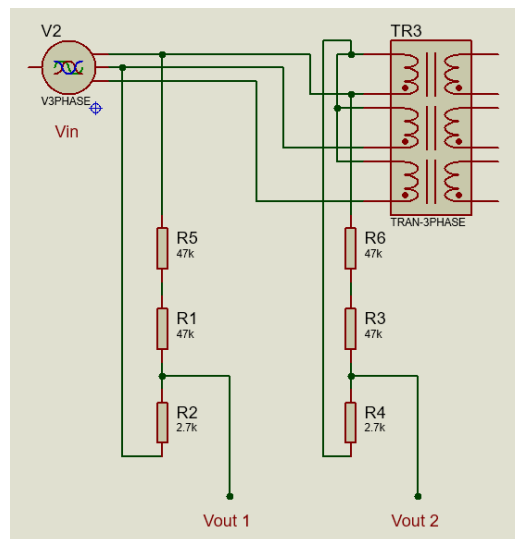 V2
TR3
V3PHASE
Vin
TRAN-3PHASE
R5
47k
R6
47k
R1
47k
R3
47k
R2
2.7k
R4
2.7k
Vout 1
Vout 2